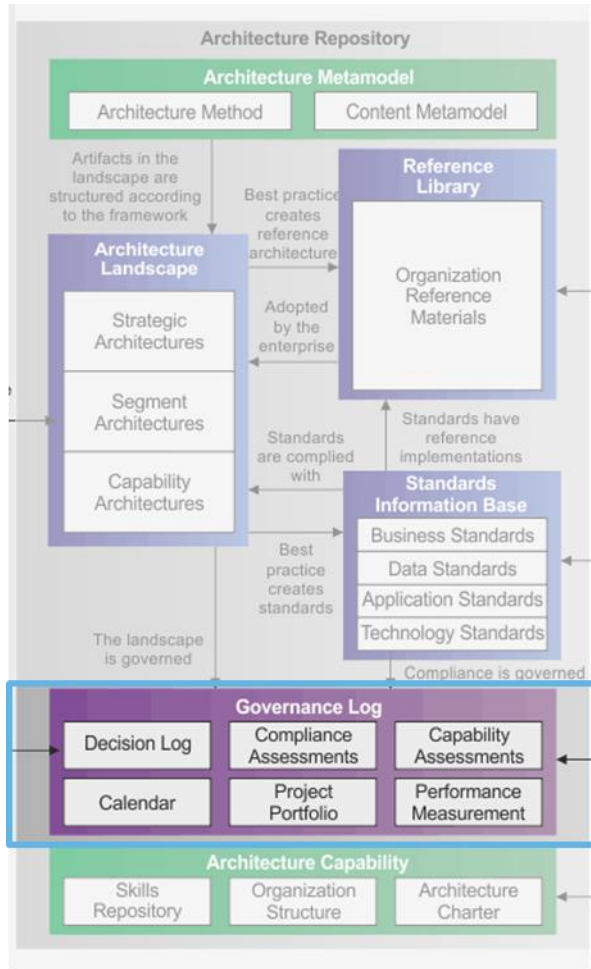 Architecture Repository
Architecture Metamodel
Architecture Method
Content Metamodel
Artifacts in the
landscape are
structured according
to the framework
Best practice
creates
reference
architecture
Reference
Library
Organization
Reference
Materials
Architecture
Landscape
Strategic
Architectures
Segment
Architectures
Capability
Architectures
Adopted
by the
enterprise
Standards have
reference
implementations
Standards
are complied
with
Standards
Information Base
Business Standards
Data Standards
Application Standards
Technology Standards
Best
practice
creates
standards
The landscape
is governed
Compliance is governed
Governance Log
Decision Log
Compliance
Assessments
Capability
Assessments
Calendar
Project
Portfolio
Performance
Measurement
Architecture Capability
Skills
Repository
Organization
Structure
Architecture
Charter